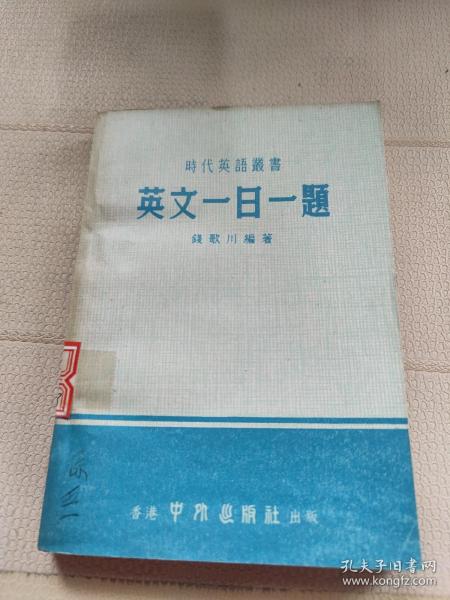 時代英語叢書
英文一日一題
錢歌川編著
香港 中外出版社 出版
孔夫子旧书网
www.kongfz.com